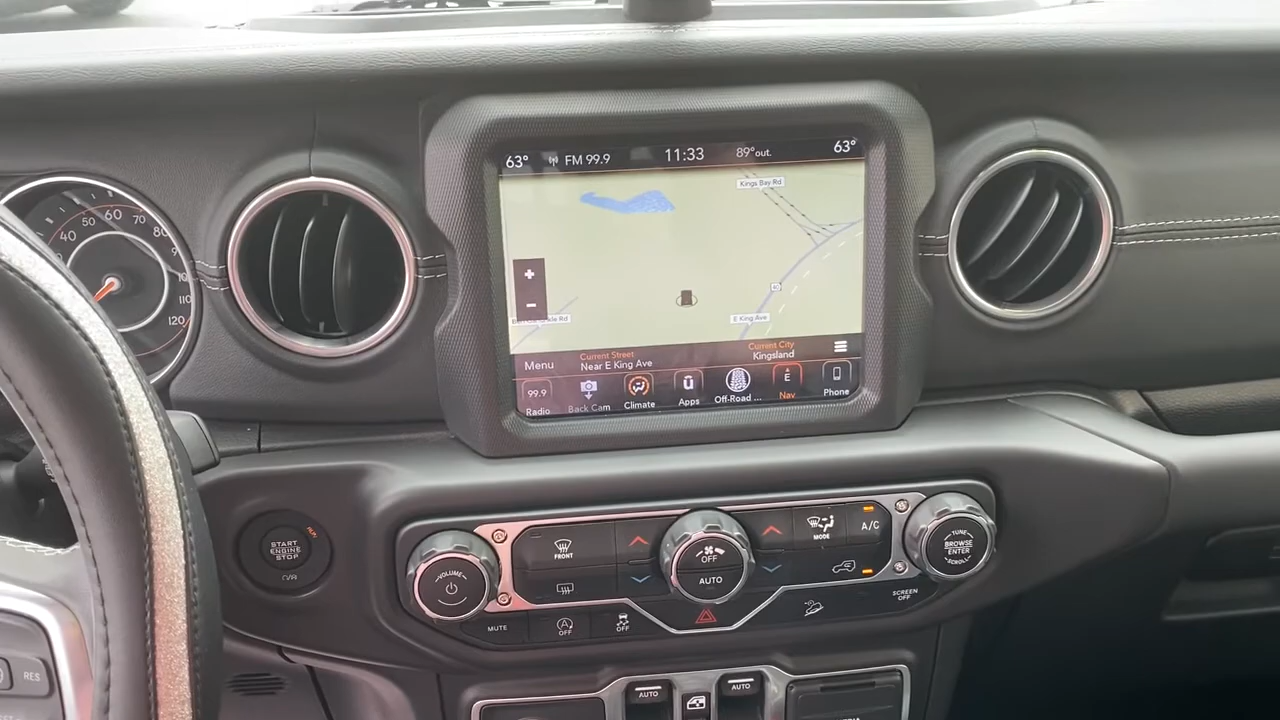 63° FM 99.9 11:33 89°out. 63°
Kings Bay Rd
40
+
-
E King Ave
Menu
Current Street
Near E King Ave
Current City
Kingsland
99.9
Radio
Back Cam
Climate
ū
Apps
Off-Road ...
E
Nav
Phone
40 50 60 70 80
110
120
START
ENGINE
STOP
RUN
VOLUME
MUTE
FRONT
OFF
OFF
OFF
AUTO
MODE
A/C
SCREEN
OFF
TUNE
BROWSE
ENTER
SCROLL
RES
AUTO
AUTO